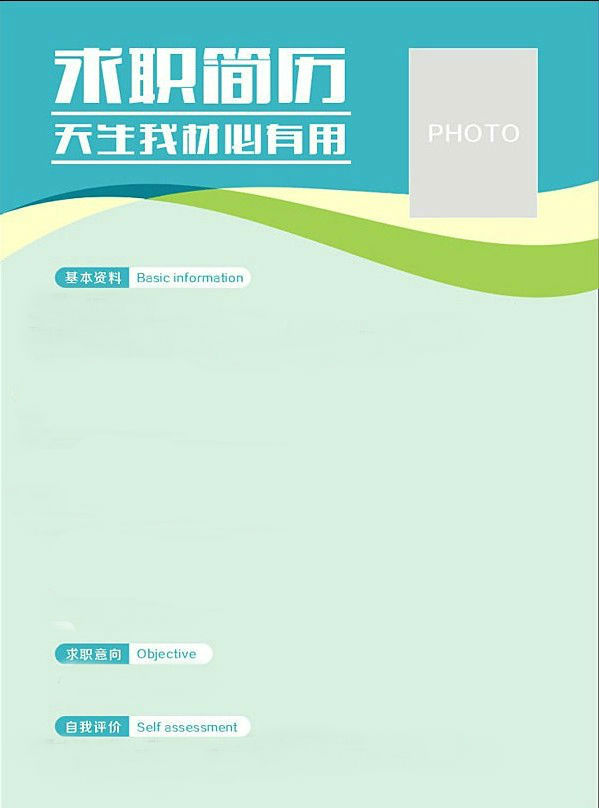 求职简历
天生我材必有用
PHOTO
基本资料 Basic information
求职意向 Objective
自我评价 Self assessment